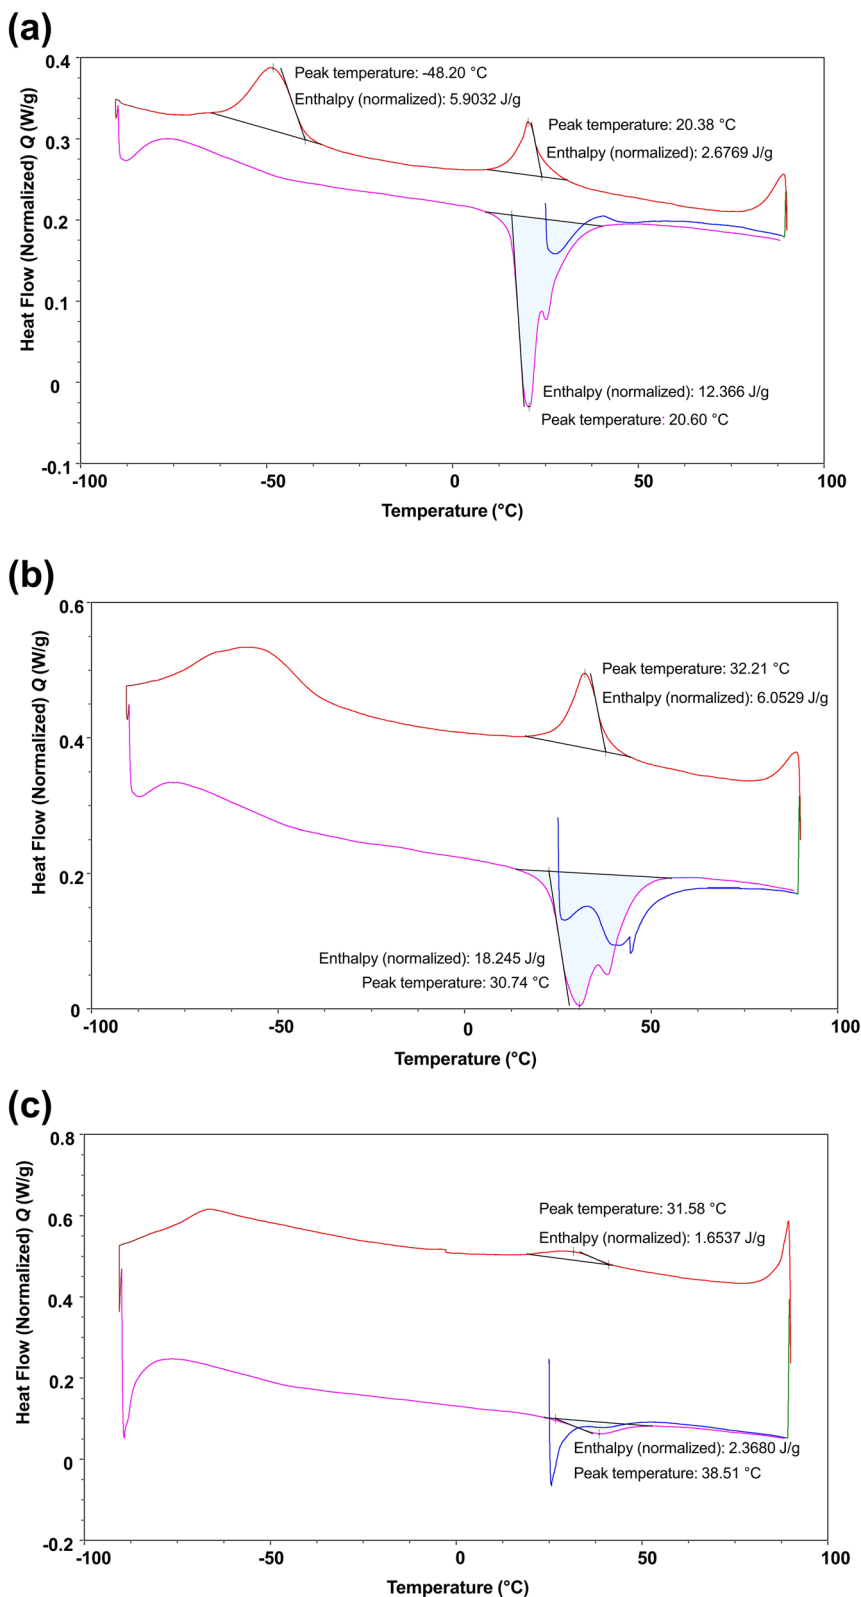 (a)
0.4
0.3
0.2
0.1
0
-0.1
Heat Flow (Normalized) Q (W/g)
Peak temperature: -48.20 °C
Enthalpy (normalized): 5.9032 J/g
Peak temperature: 20.38 °C
Enthalpy (normalized): 2.6769 J/g
Enthalpy (normalized): 12.366 J/g
Peak temperature: 20.60 °C
-100
-50
0
50
100
Temperature (°C)
(b)
0.6
0.4
0.2
0
Heat Flow (Normalized) Q (W/g)
Peak temperature: 32.21 °C
Enthalpy (normalized): 6.0529 J/g
Enthalpy (normalized): 18.245 J/g
Peak temperature: 30.74 °C
-100
-50
0
50
100
Temperature (°C)
(c)
0.8
0.6
0.4
0.2
0
-0.2
Heat Flow (Normalized) Q (W/g)
Peak temperature: 31.58 °C
Enthalpy (normalized): 1.6537 J/g
Enthalpy (normalized): 2.3680 J/g
Peak temperature: 38.51 °C
-100
-50
0
50
100
Temperature (°C)